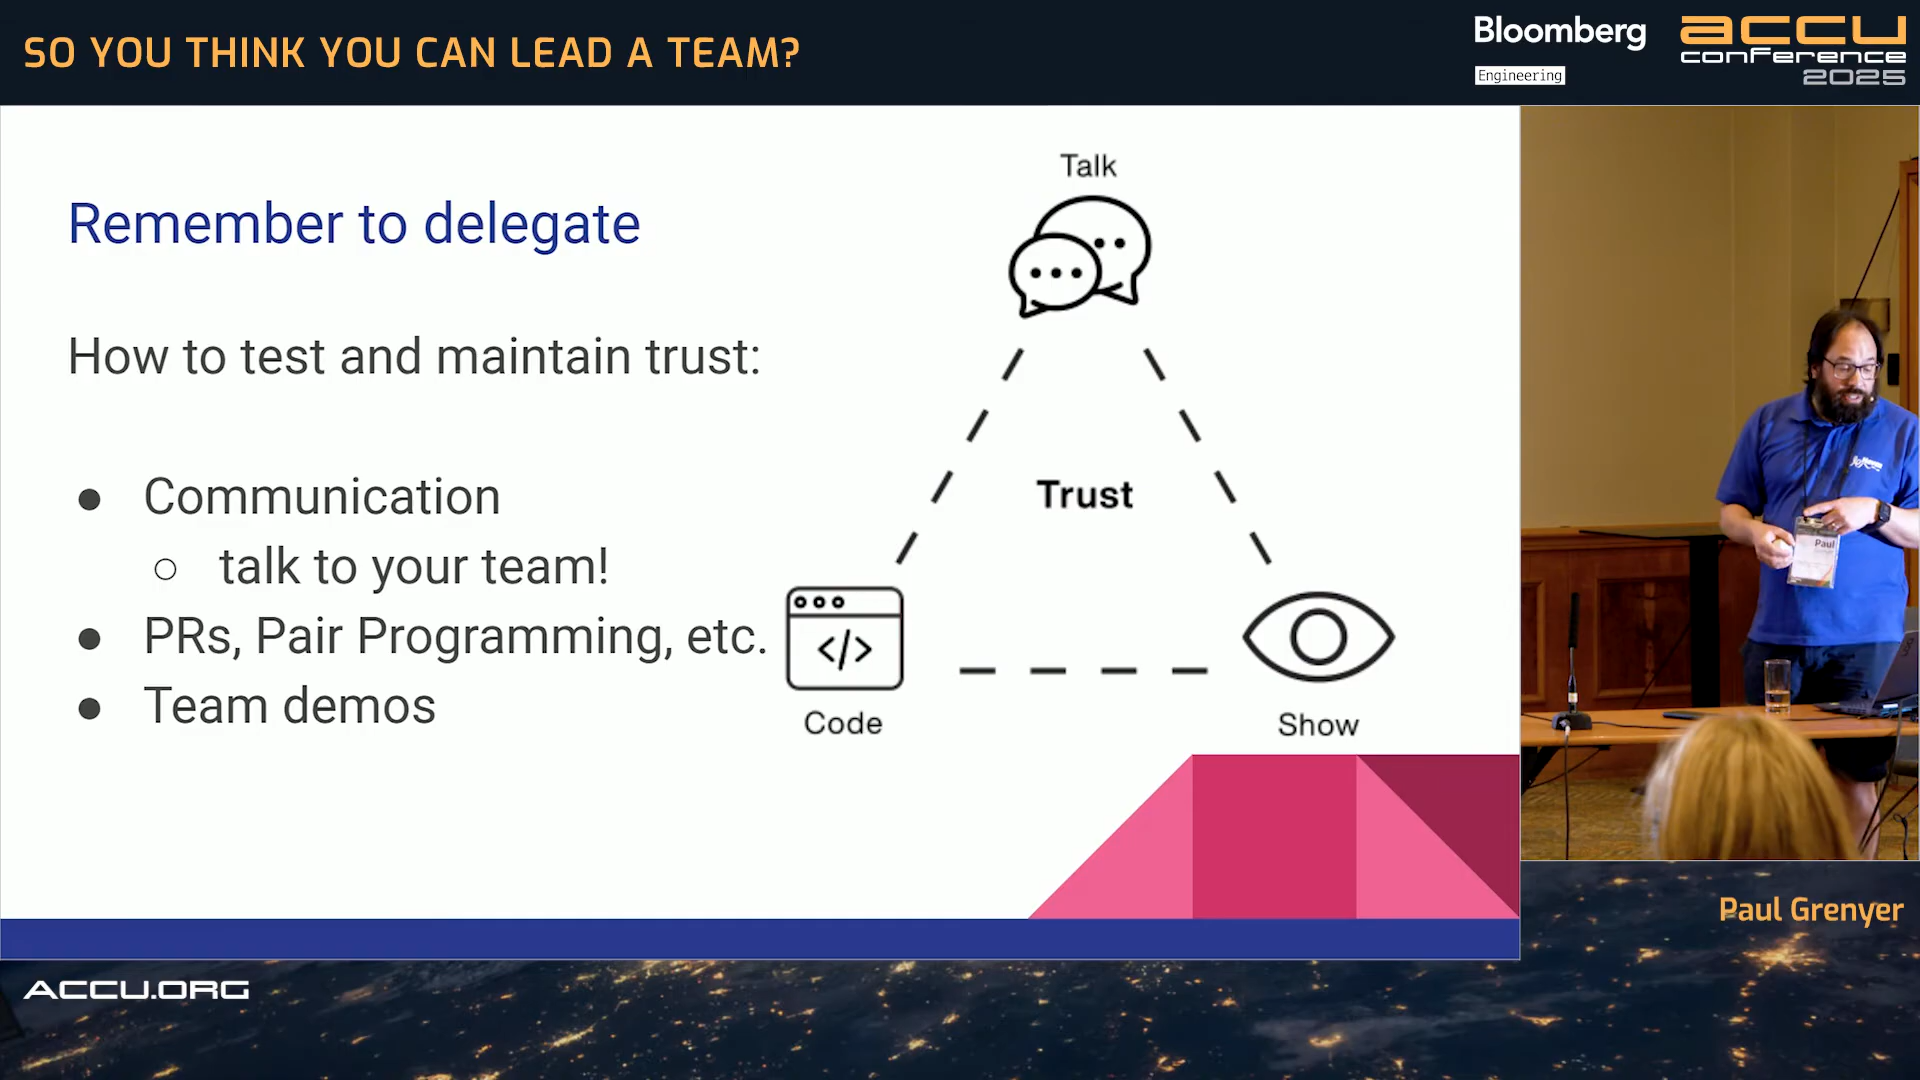 SO YOU THINK YOU CAN LEAD A TEAM?
Bloomberg
Engineering
accu
conference
2025
Remember to delegate
How to test and maintain trust:
● Communication
○ talk to your team!
● PRs, Pair Programming, etc.
● Team demos
Talk
Trust
</>
Code
Show
Paul
Paul Grenyer
ACCU.ORG